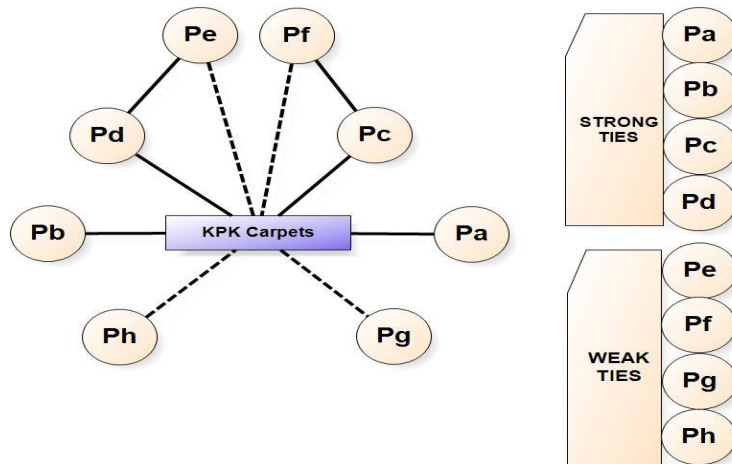 Pe
Pf
Pd
Pc
Pb
KPK Carpets
Pa
Ph
Pg
STRONG
TIES
Pa
Pb
Pc
Pd
WEAK
TIES
Pe
Pf
Pg
Ph